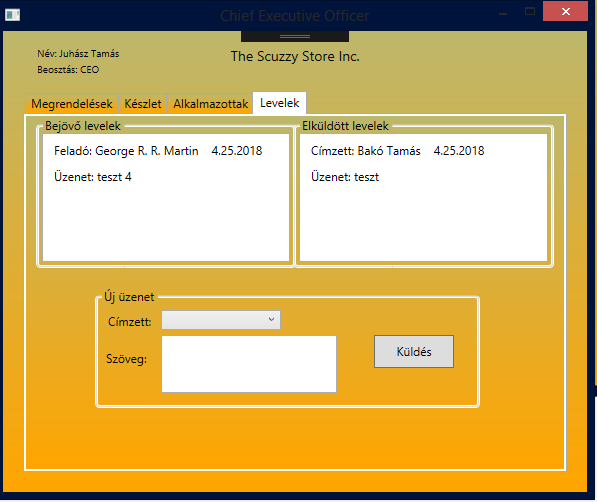 Chief Executive Officer
Név: Juhász Tamás
The Scuzzy Store Inc.
Beosztás: CEO
Megrendelések Készlet Alkalmazottak Levelek
Bejövő levelek
Feladó: George R. R. Martin 4.25.2018
Üzenet: teszt 4
Elküldött levelek
Címzett: Bakó Tamás 4.25.2018
Üzenet: teszt
Új üzenet
Címzett:
Szöveg:
Küldés